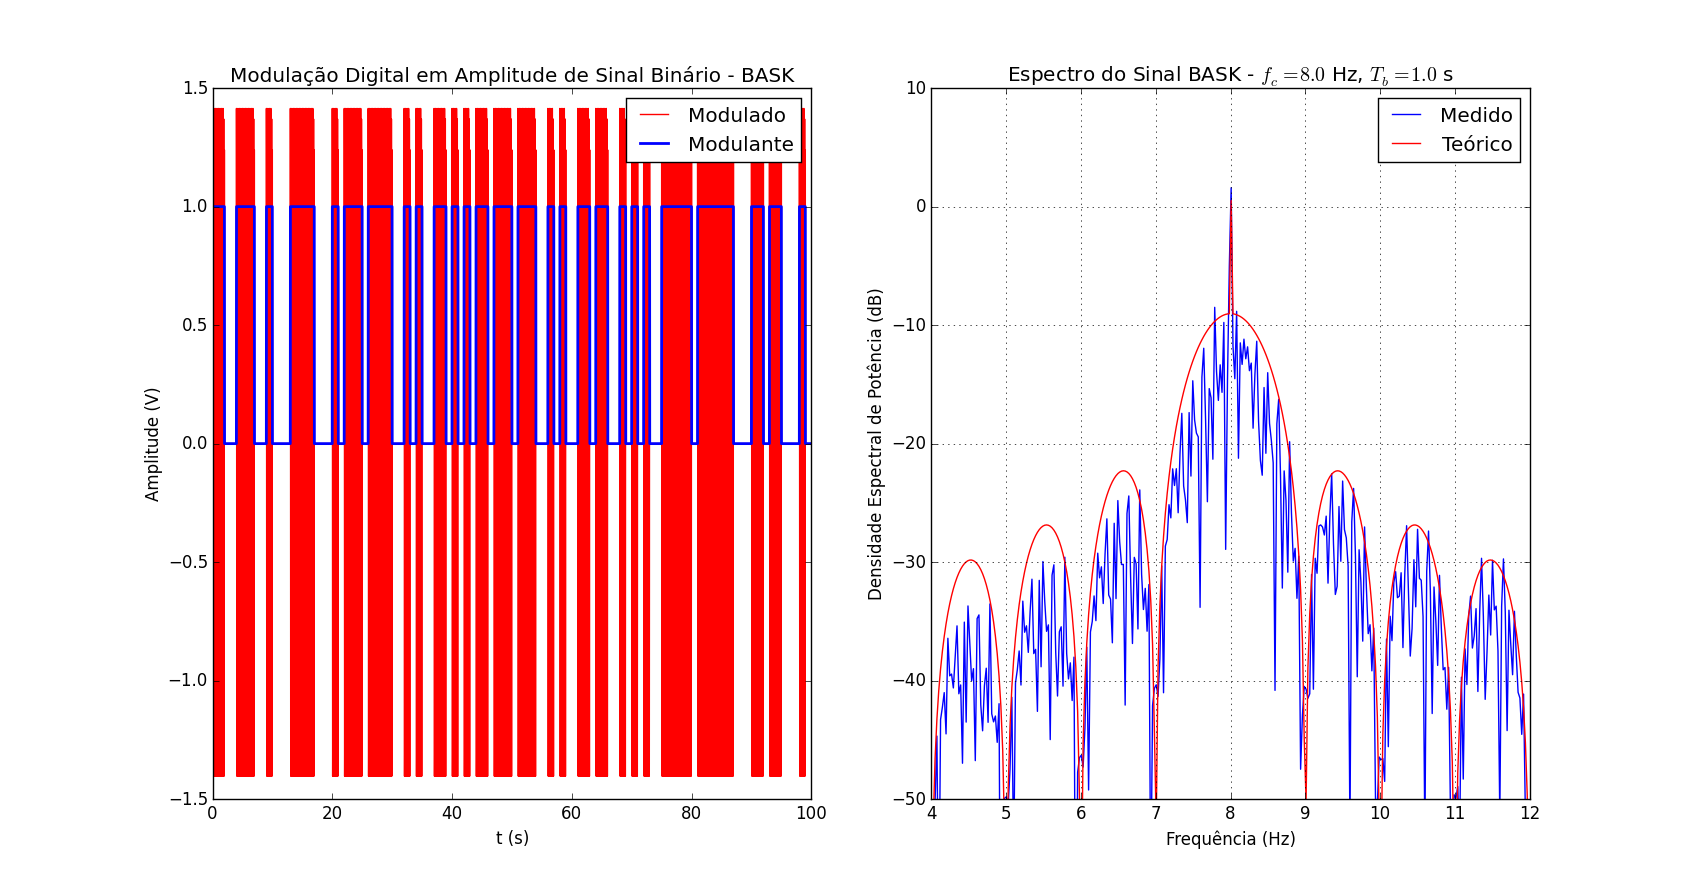 Modulação Digital em Amplitude de Sinal Binário - BASK
Amplitude (V)
1.5
1.0
0.5
0.0
−0.5
−1.0
−1.5
0 20 40 60 80 100
t (s)
Modulado
Modulante
Espectro do Sinal BASK - f_c = 8.0 Hz, T_b = 1.0 s
Densidade Espectral de Potência (dB)
10
0
−10
−20
−30
−40
−50
4 5 6 7 8 9 10 11 12
Frequência (Hz)
Medido
Teórico